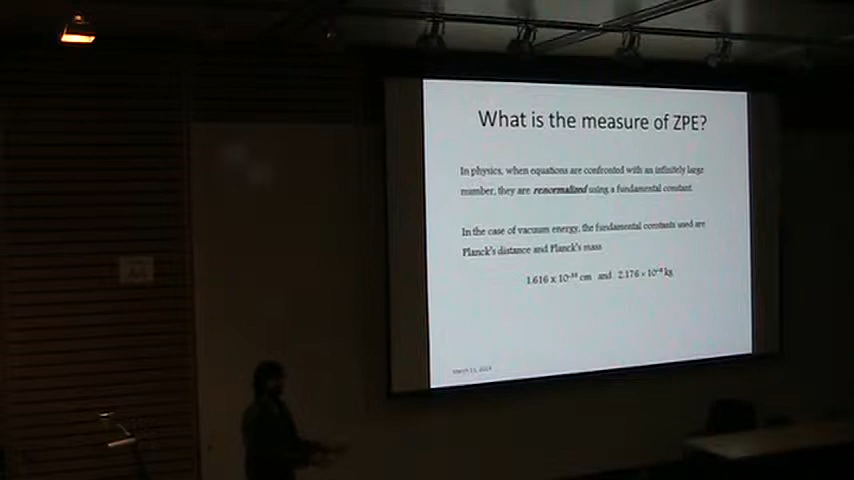 What is the measure of ZPE?
In physics, when equations are confronted with an infinitely large
number, they are renormalized using a fundamental constant.
In the case of vacuum energy, the fundamental constants used are
Planck's distance and Planck's mass
1.616 x 10⁻³³ cm and 2.176 × 10⁻⁸ kg